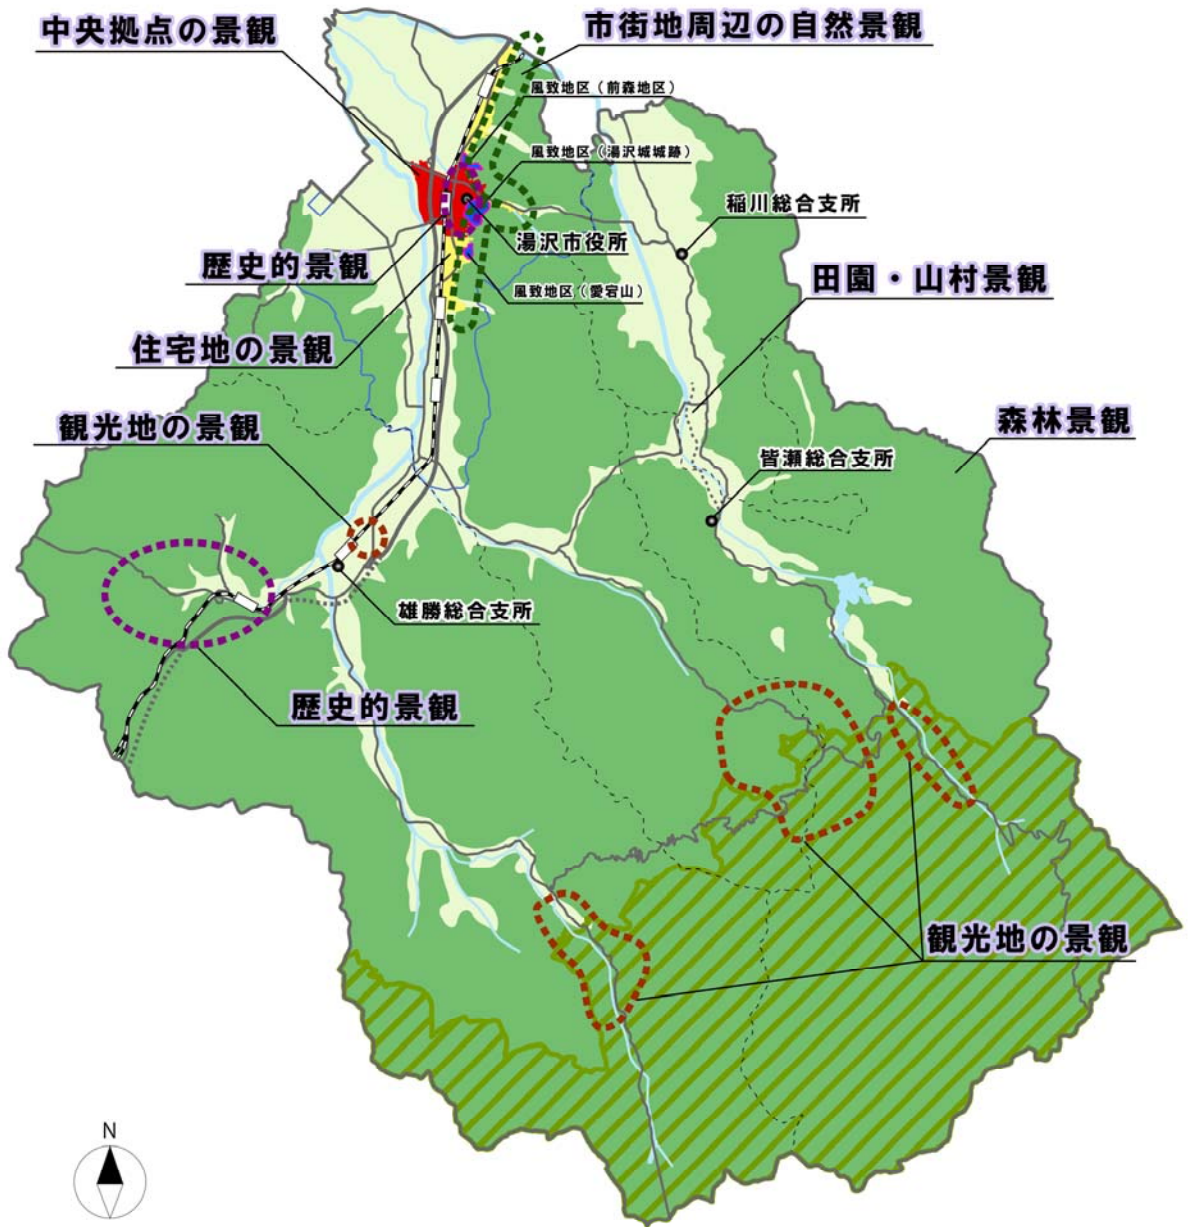 中央拠点の景観
市街地周辺の自然景観
風致地区（前森地区）
風致地区（湯沢城城跡）
稲川総合支所
湯沢市役所
歴史的景観
田園・山村景観
風致地区（愛宕山）
住宅地の景観
観光地の景観
森林景観
皆瀬総合支所
雄勝総合支所
歴史的景観
観光地の景観
N